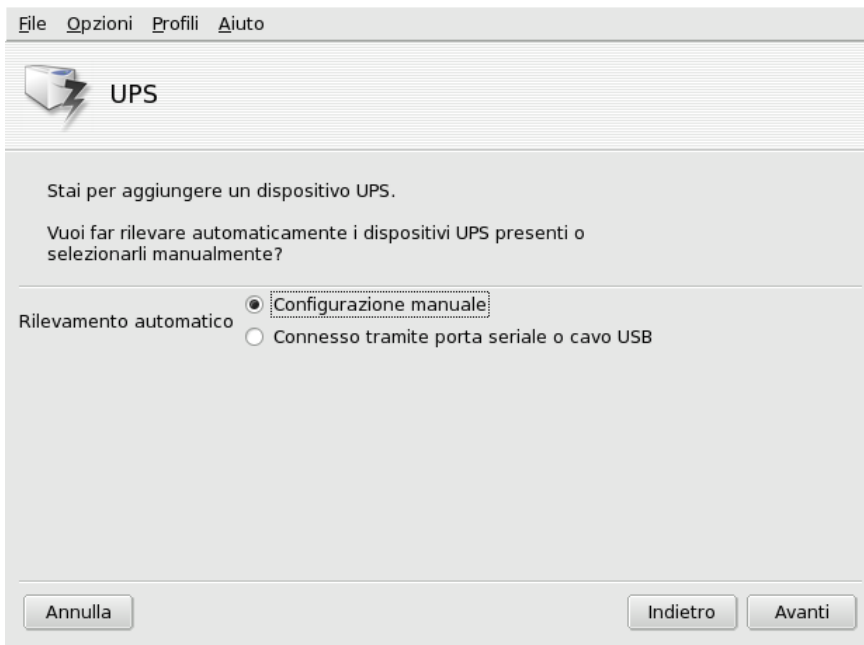 File Opzioni Profili Aiuto
UPS
Stai per aggiungere un dispositivo UPS.
Vuoi far rilevare automaticamente i dispositivi UPS presenti o
selezionarli manualmente?
Rilevamento automatico
Configurazione manuale
Connesso tramite porta seriale o cavo USB
Annulla
Indietro
Avanti